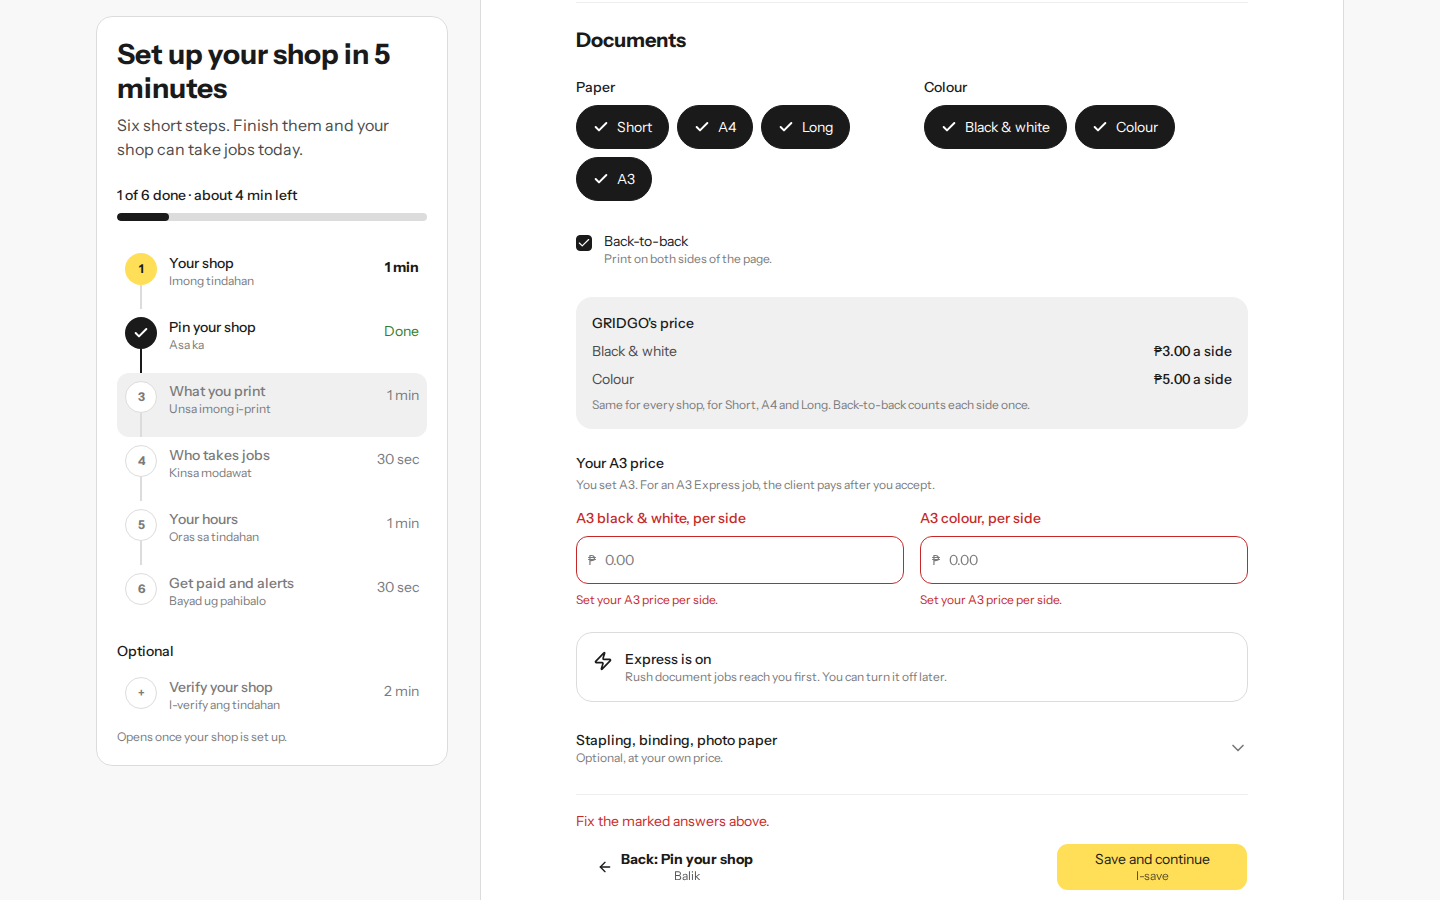 Set up your shop in 5
minutes
Six short steps. Finish them and your
shop can take jobs today.
1 of 6 done · about 4 min left
1
Your shop
1 min
Imong tindahan
Pin your shop
Done
Asa ka
3
What you print
1 min
Unsa imong i-print
4
Who takes jobs
30 sec
Kinsa modawat
5
Your hours
1 min
Oras sa tindahan
6
Get paid and alerts
30 sec
Bayad ug pahibalo
Optional
+
Verify your shop
2 min
I-verify ang tindahan
Opens once your shop is set up.
Documents
Paper
Short
A4
Long
A3
Colour
Black & white
Colour
Back-to-back
Print on both sides of the page.
GRIDGO's price
Black & white
₱3.00 a side
Colour
₱5.00 a side
Same for every shop, for Short, A4 and Long. Back-to-back counts each side once.
Your A3 price
You set A3. For an A3 Express job, the client pays after you accept.
A3 black & white, per side
₱ 0.00
Set your A3 price per side.
A3 colour, per side
₱ 0.00
Set your A3 price per side.
Express is on
Rush document jobs reach you first. You can turn it off later.
Stapling, binding, photo paper
Optional, at your own price.
Fix the marked answers above.
Back: Pin your shop
Balik
Save and continue
I-save